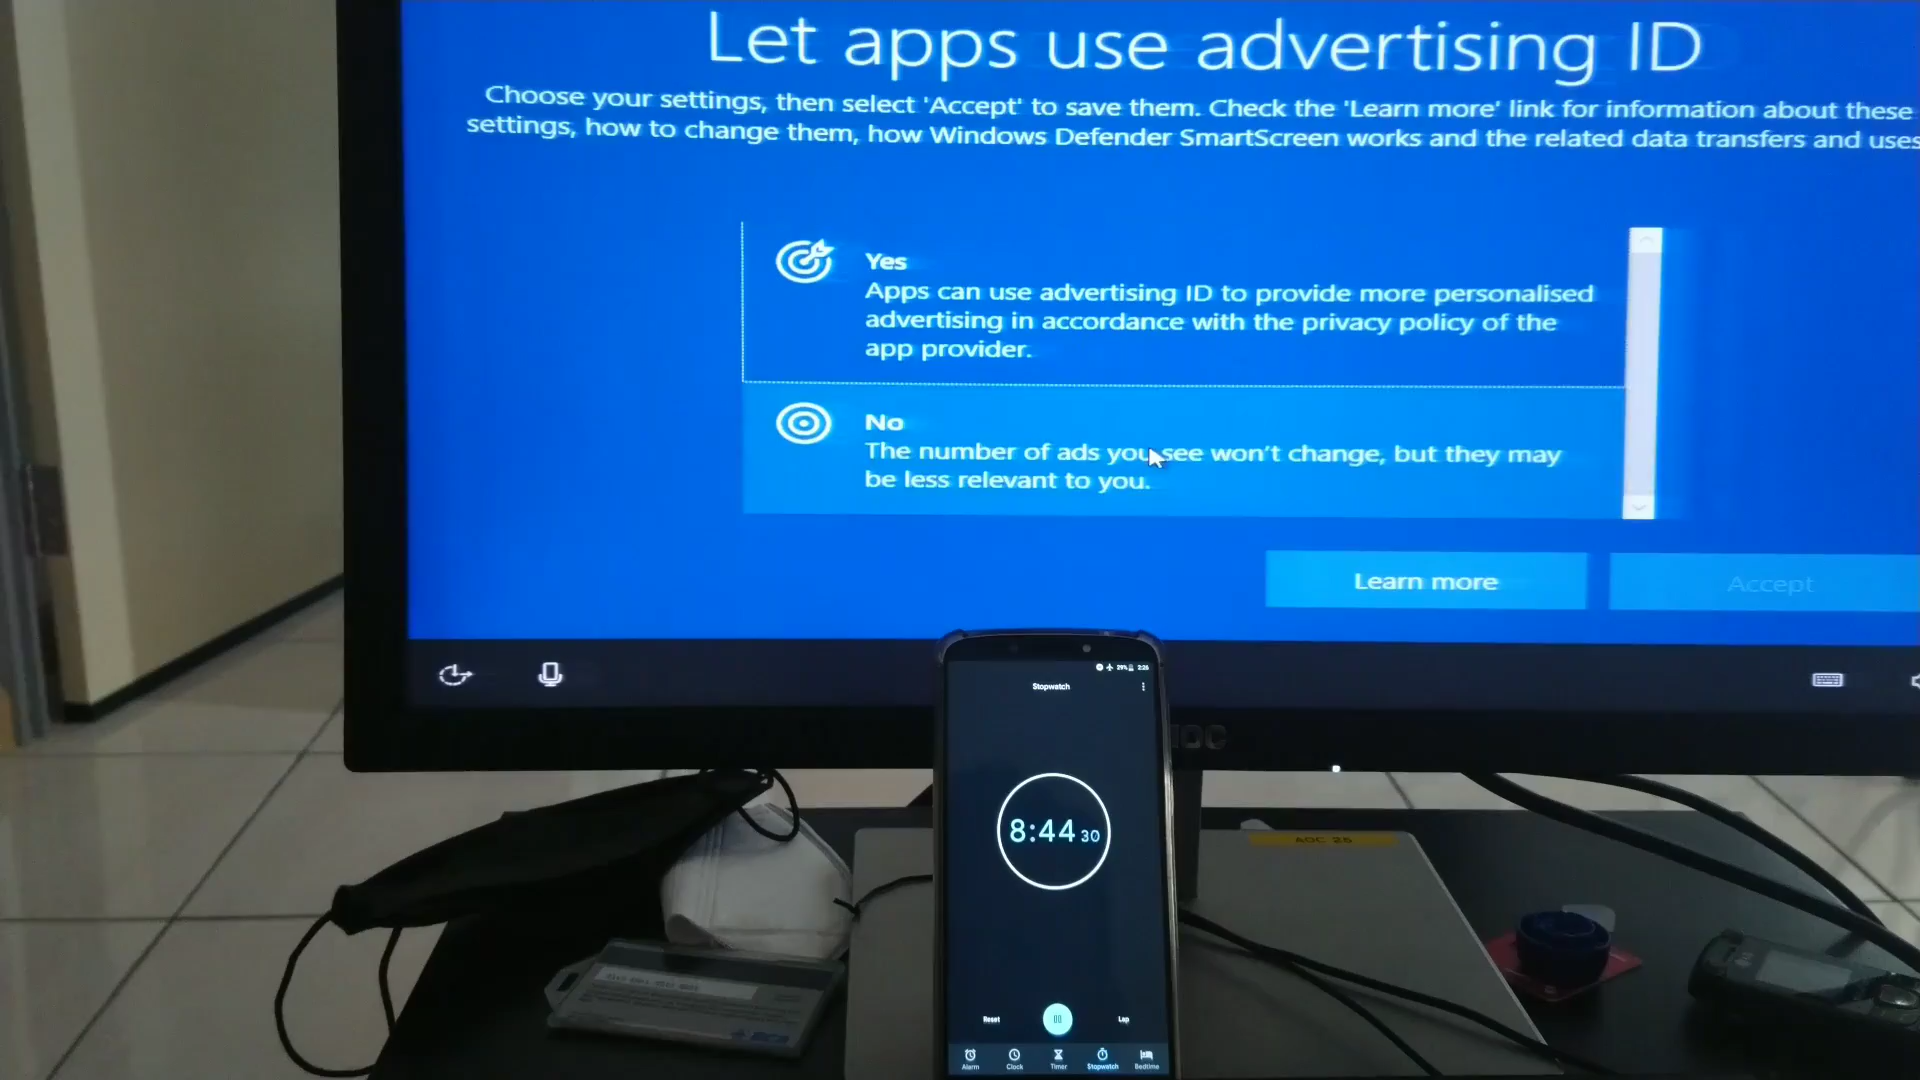 Let apps use advertising ID
Choose your settings, then select 'Accept' to save them. Check the 'Learn more' link for information about these
settings, how to change them, how Windows Defender SmartScreen works and the related data transfers and uses
Yes
Apps can use advertising ID to provide more personalised
advertising in accordance with the privacy policy of the
app provider.
No
The number of ads you see won't change, but they may
be less relevant to you.
Learn more
Accept
29% 2:26
Stopwatch
AOC
8:44 30
Reset
Lap
Alarm
Clock
Timer
Stopwatch
Bedtime